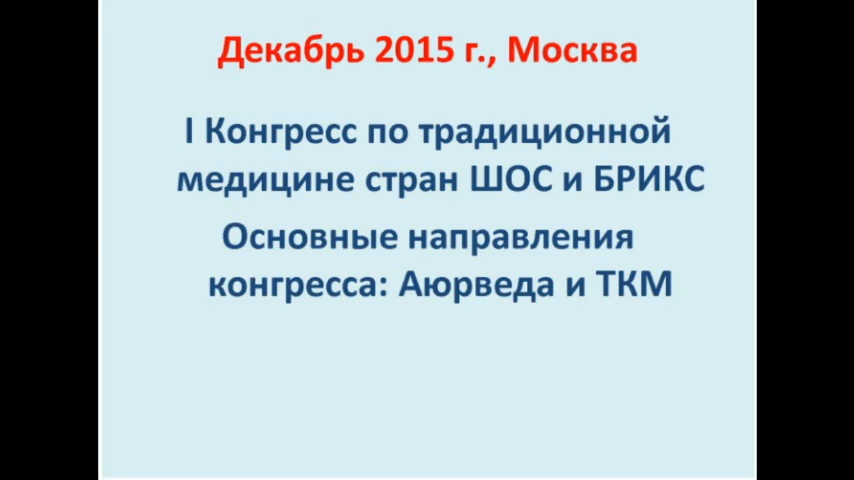 Декабрь 2015 г., Москва
I Конгресс по традиционной
медицине стран ШОС и БРИКС
Основные направления
конгресса: Аюрведа и ТКМ